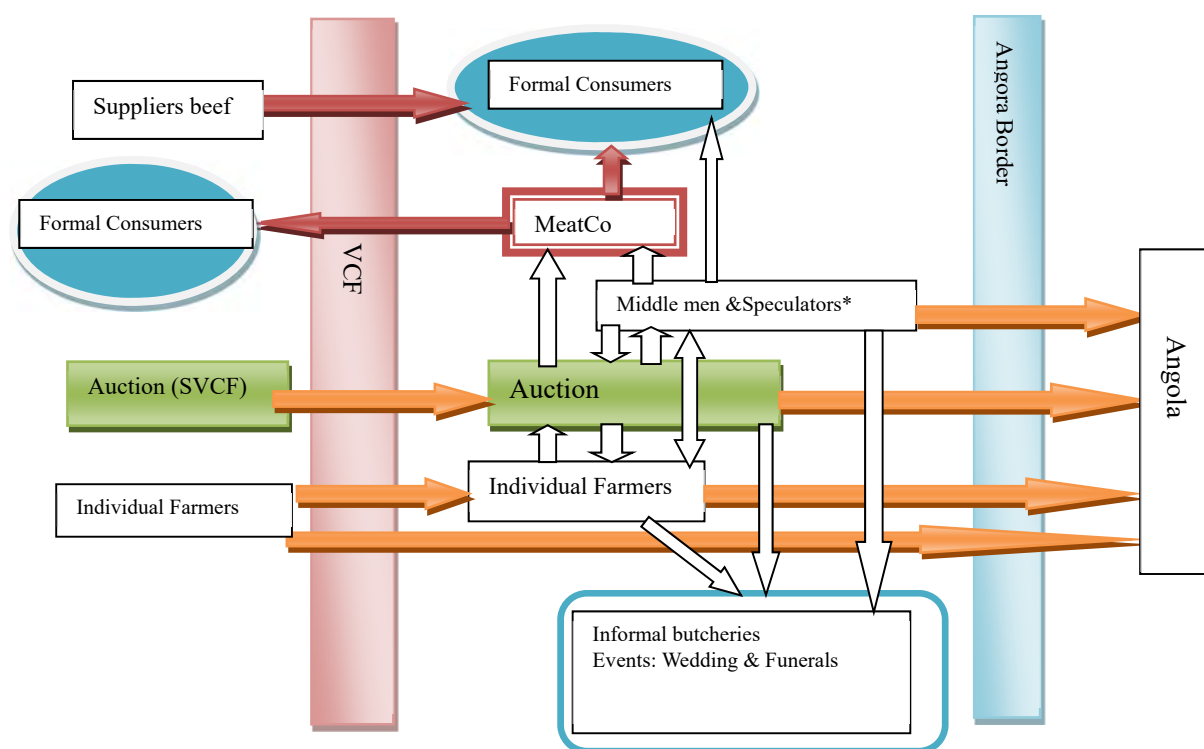 Formal Consumers
Suppliers beef
Angora Border
Formal Consumers
MeatCo
VCF
Middle men &Speculators*
Angola
Auction (SVCF)
Auction
Individual Farmers
Individual Farmers
Informal butcheries
Events: Wedding & Funerals